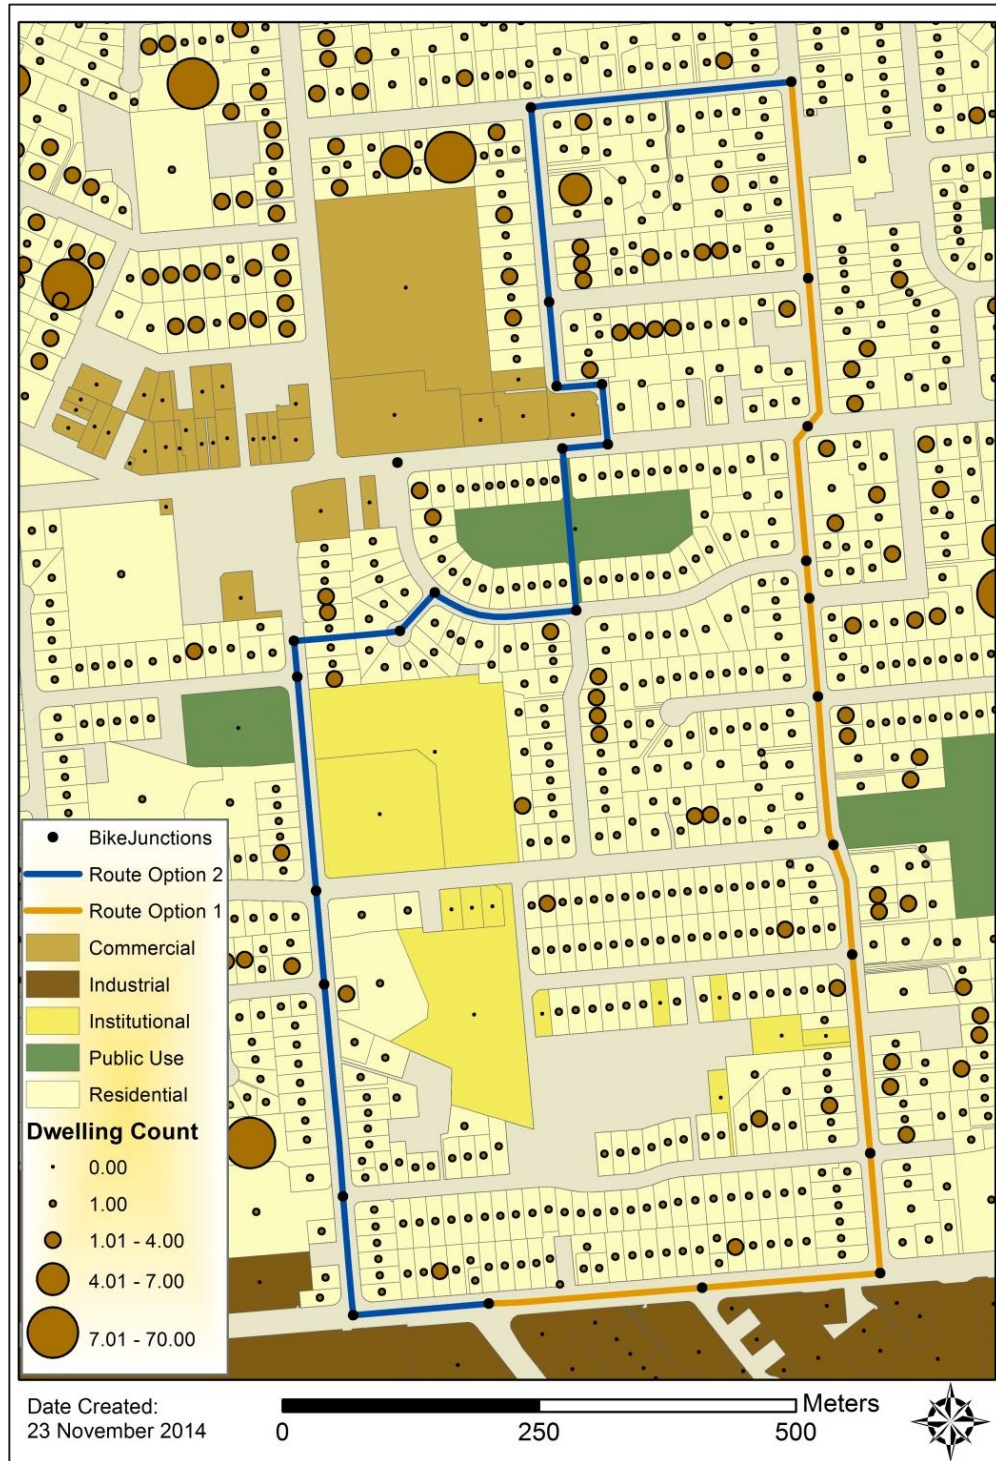 BikeJunctions
Route Option 2
Route Option 1
Commercial
Industrial
Institutional
Public Use
Residential
Dwelling Count
0.00
1.00
1.01 - 4.00
4.01 - 7.00
7.01 - 70.00
Date Created:
23 November 2014
Meters
0 250 500